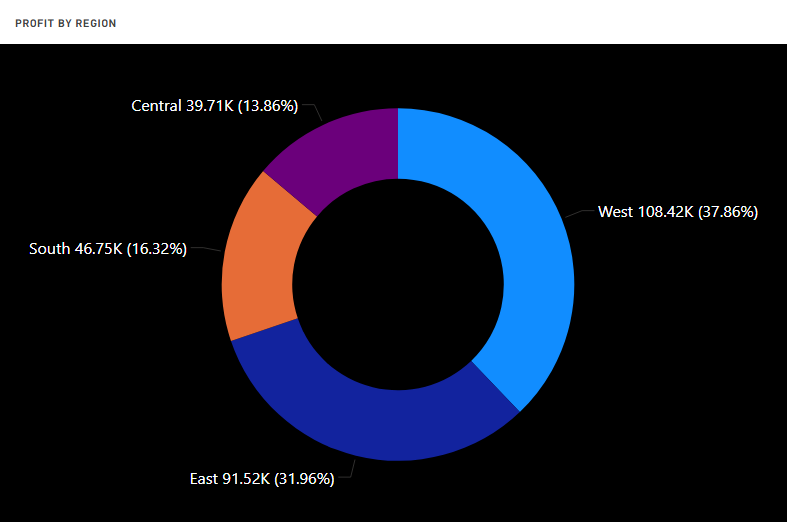 PROFIT BY REGION
Central 39.71K (13.86%)
West 108.42K (37.86%)
South 46.75K (16.32%)
East 91.52K (31.96%)